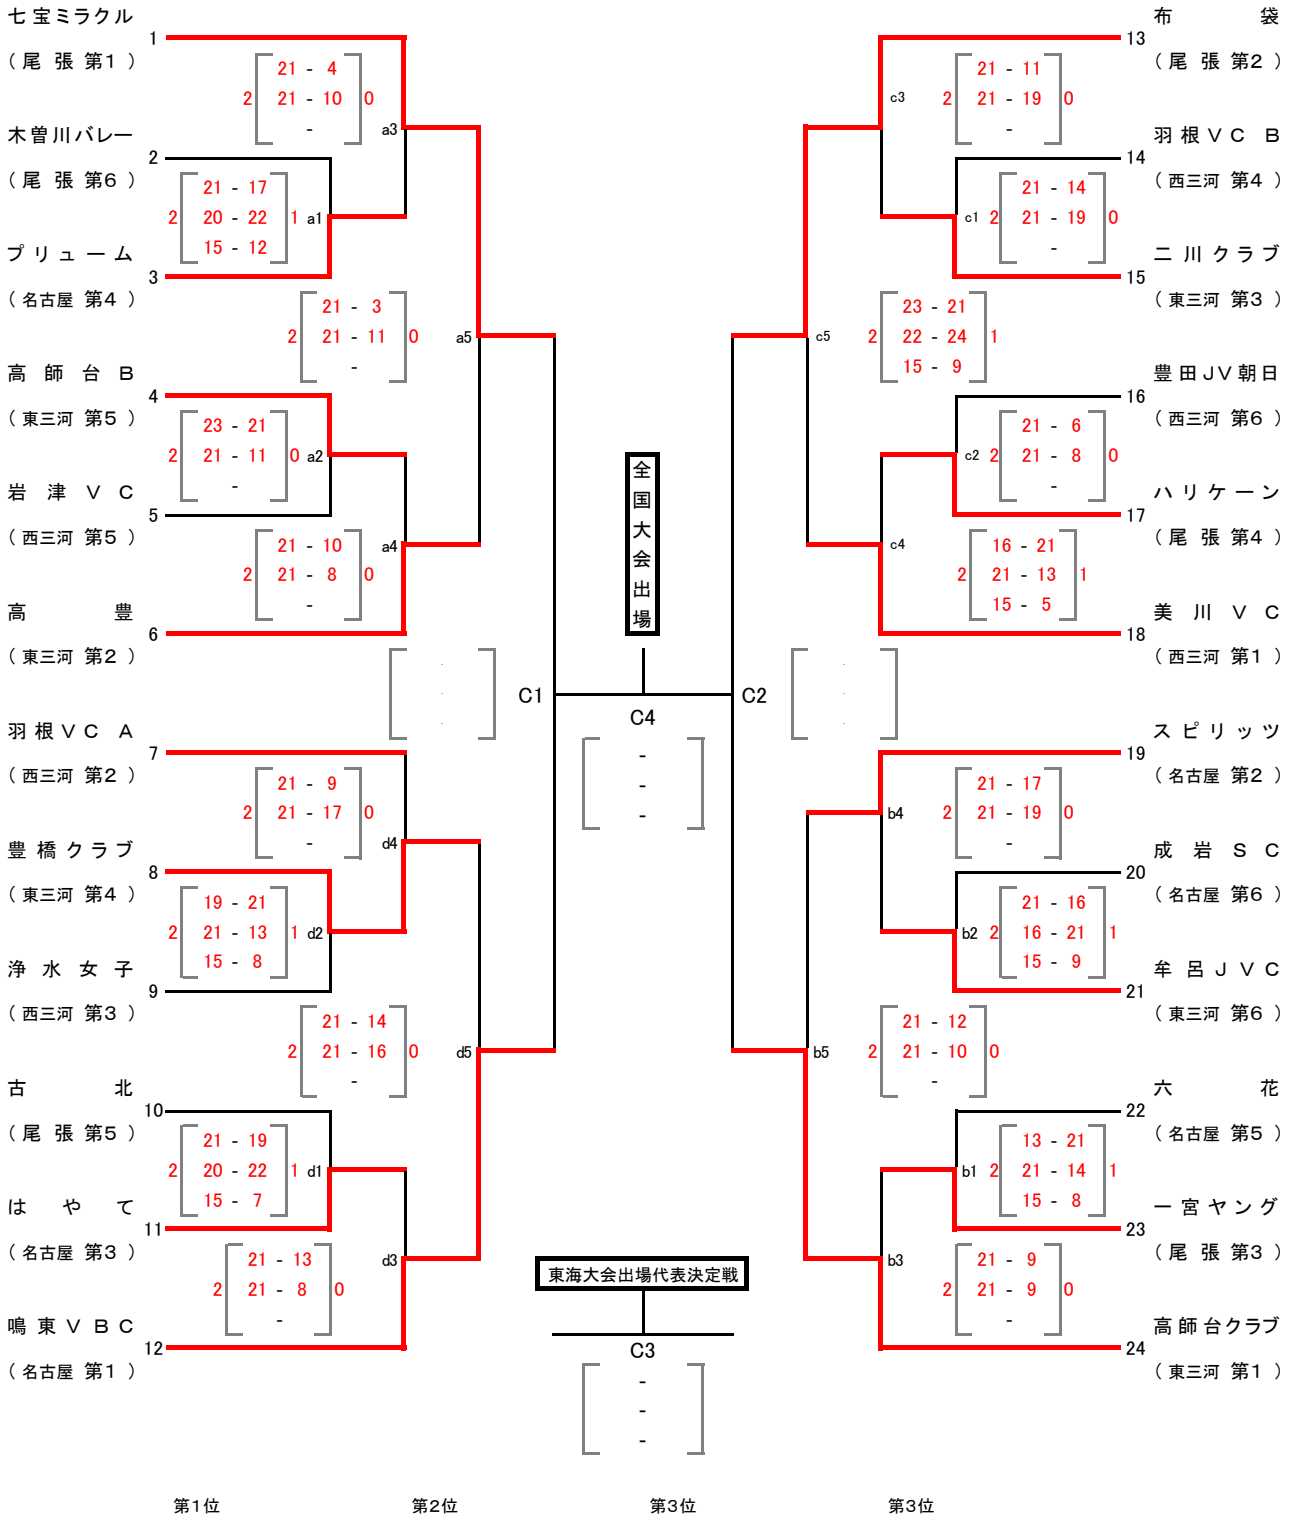 七宝ミラクル
1
（ 尾 張 第1 ）
21 - 4
2 21 - 10 0
-
a3
木曽川バレー
2
（ 尾 張 第6 ）
21 - 17
2 20 - 22 1 a1
15 - 12
プリューム
3
（ 名古屋 第4 ）
21 - 3
2 21 - 11 0 a5
-
高師台B
4
（ 東三河 第5 ）
23 - 21
2 21 - 11 0 a2
-
岩津VC
5
（ 西三河 第5 ）
21 - 10
2 21 - 8 0 a4
-
高豊
6
（ 東三河 第2 ）
C1
羽根VC A
7
（ 西三河 第2 ）
21 - 9
2 21 - 17 0
-
d4
豊橋クラブ
8
（ 東三河 第4 ）
19 - 21
2 21 - 13 1 d2
15 - 8
浄水女子
9
（ 西三河 第3 ）
21 - 14
2 21 - 16 0 d5
-
古北
10
（ 尾 張 第5 ）
21 - 19
2 20 - 22 1 d1
15 - 7
はやて
11
（ 名古屋 第3 ）
21 - 13
2 21 - 8 0 d3
-
鳴東VBC
12
（ 名古屋 第1 ）
全国大会出場
C4
-
-
-
東海大会出場代表決定戦
C3
-
-
-
布袋
13
（ 尾 張 第2 ）
21 - 11
c3 2 21 - 19 0
-
羽根VC B
14
（ 西三河 第4 ）
21 - 14
c1 2 21 - 19 0
-
二川クラブ
15
（ 東三河 第3 ）
23 - 21
c5 2 22 - 24 1
15 - 9
豊田JV朝日
16
（ 西三河 第6 ）
21 - 6
c2 2 21 - 8 0
-
ハリケーン
17
（ 尾 張 第4 ）
16 - 21
c4 2 21 - 13 1
15 - 5
美川VC
18
（ 西三河 第1 ）
C2
スピリッツ
19
（ 名古屋 第2 ）
21 - 17
b4 2 21 - 19 0
-
成岩SC
20
（ 名古屋 第6 ）
21 - 16
b2 2 16 - 21 1
15 - 9
牟呂JVC
21
（ 東三河 第6 ）
21 - 12
b5 2 21 - 10 0
-
六花
22
（ 名古屋 第5 ）
13 - 21
b1 2 21 - 14 1
15 - 8
一宮ヤング
23
（ 尾 張 第3 ）
21 - 9
b3 2 21 - 9 0
-
高師台クラブ
24
（ 東三河 第1 ）
第1位 第2位 第3位 第3位